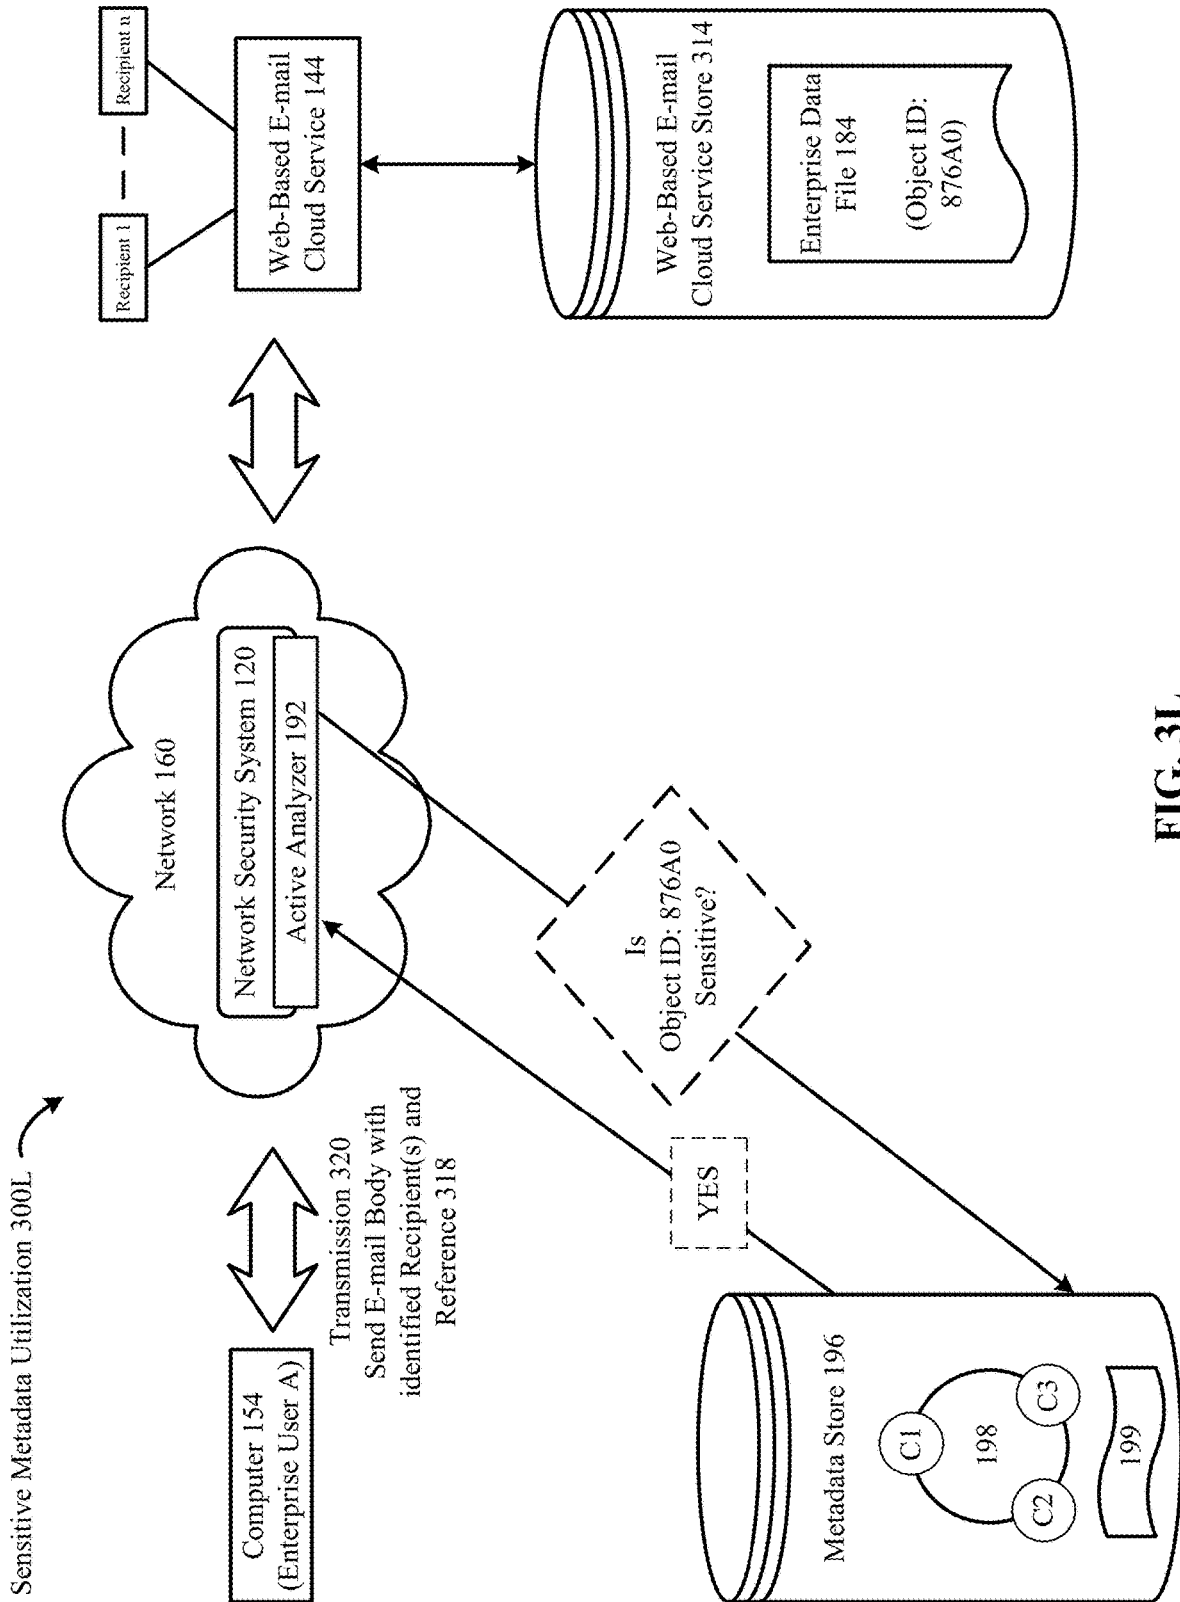 Sensitive Metadata Utilization 300L
Computer 154
(Enterprise User A)
Transmission 320
Send E-mail Body with
identified Recipient(s) and
Reference 318
Network 160
Network Security System 120
Active Analyzer 192
Recipient 1
Recipient n
Web-Based E-mail
Cloud Service 144
Metadata Store 196
C1
198
C2
C3
199
YES
Is
Object ID: 876A0
Sensitive?
Web-Based E-mail
Cloud Service Store 314
Enterprise Data
File 184
(Object ID:
876A0)
FIG. 3L